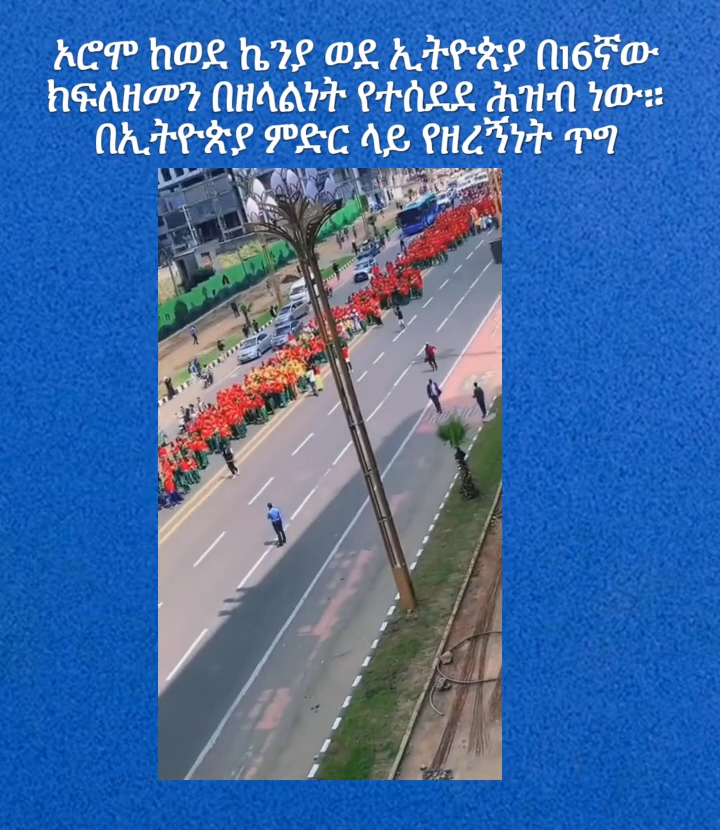 ኦሮሞ ከወደ ኬንያ ወደ ኢትዮጵያ በ16ኛው
ክፍለዘመን በዘላልነት የተሰደደ ሕዝብ ነው።
በኢትዮጵያ ምድር ላይ የዘረኝነት ጥግ